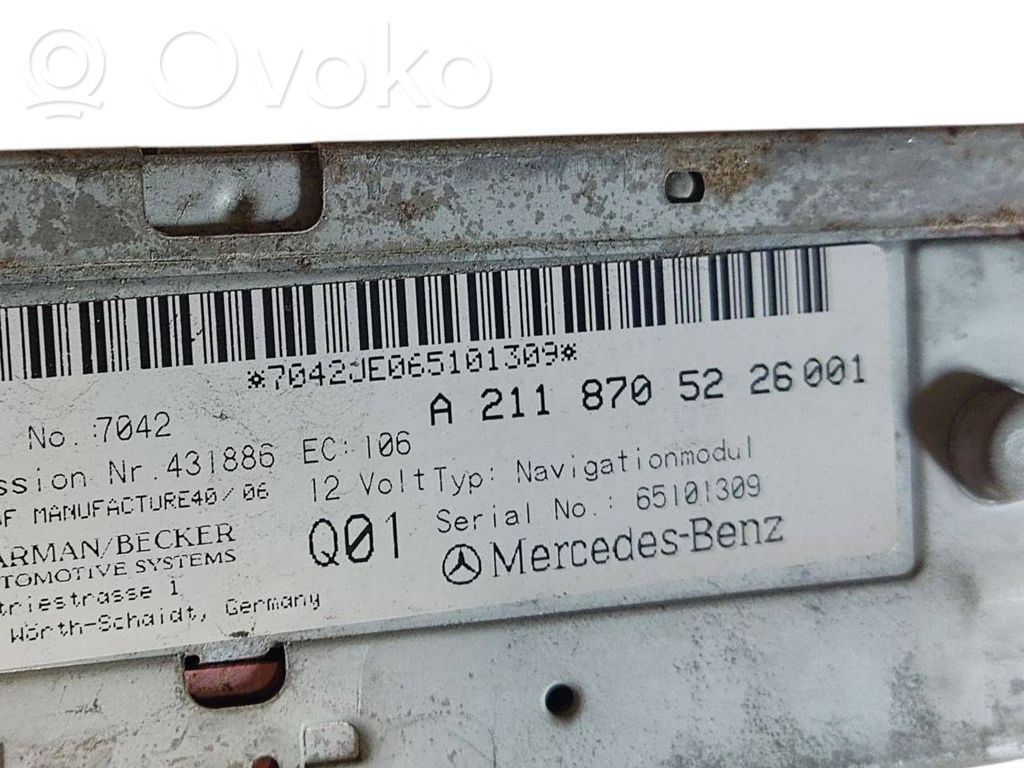 Ovoko
*7042JE065101309*
A 211 870 52 26 001
No.:7042
ssion Nr.431886 EC: 106
OF MANUFACTURE40/06
12 Volt Typ: Navigationmodul
Q01 Serial No.: 65101309
ARMAN/BECKER
TOMOTIVE SYSTEMS
Mercedes-Benz
triestrasse 1
Wörth-Schaidt, Germany